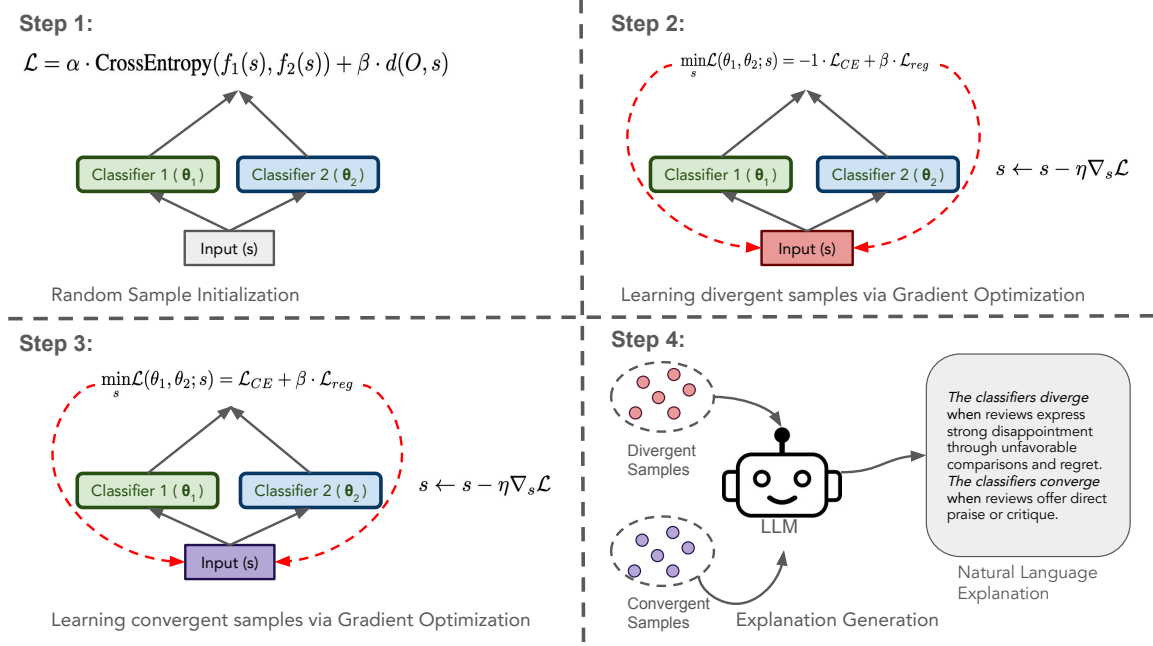 Step 1:
ℒ = α · CrossEntropy(f₁(s), f₂(s)) + β · d(O, s)
Classifier 1 ( θ₁ )
Classifier 2 ( θ₂ )
Input (s)
Random Sample Initialization
Step 2:
min ℒ(θ₁, θ₂; s) = −1 · ℒ_CE + β · ℒ_reg
s
Classifier 1 ( θ₁ )
Classifier 2 ( θ₂ )
s ← s − η∇ₛℒ
Input (s)
Learning divergent samples via Gradient Optimization
Step 3:
min ℒ(θ₁, θ₂; s) = ℒ_CE + β · ℒ_reg
s
Classifier 1 ( θ₁ )
Classifier 2 ( θ₂ )
s ← s − η∇ₛℒ
Input (s)
Learning convergent samples via Gradient Optimization
Step 4:
Divergent
Samples
LLM
Convergent
Samples
Explanation Generation
The classifiers diverge
when reviews express
strong disappointment
through unfavorable
comparisons and regret.
The classifiers converge
when reviews offer direct
praise or critique.
Natural Language
Explanation